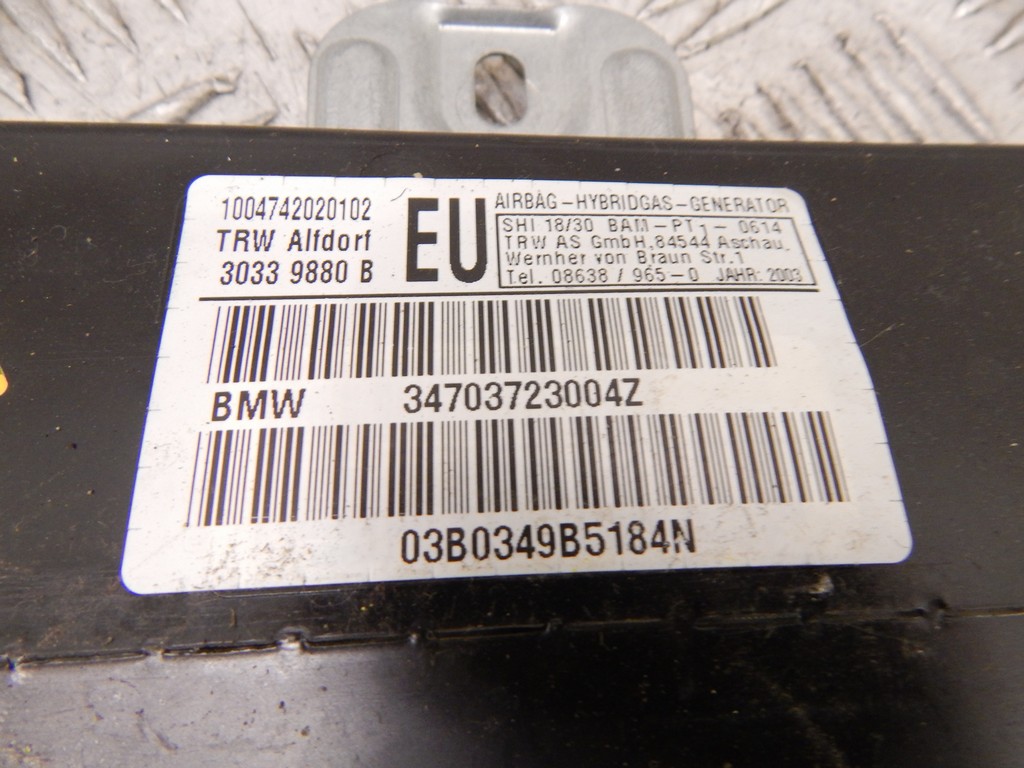 1004742020102
TRW Alfdorf
3033 9880 B
EU
AIRBAG-HYBRIDGAS-GENERATOR
SHI 18/30 BAM-PT1- 0614
TRW AS GmbH,84544 Aschau,
Wernher von Braun Str.1
Tel. 08638 / 965-0 JAHR: 2003
BMW 34703723004Z
03B0349B5184N